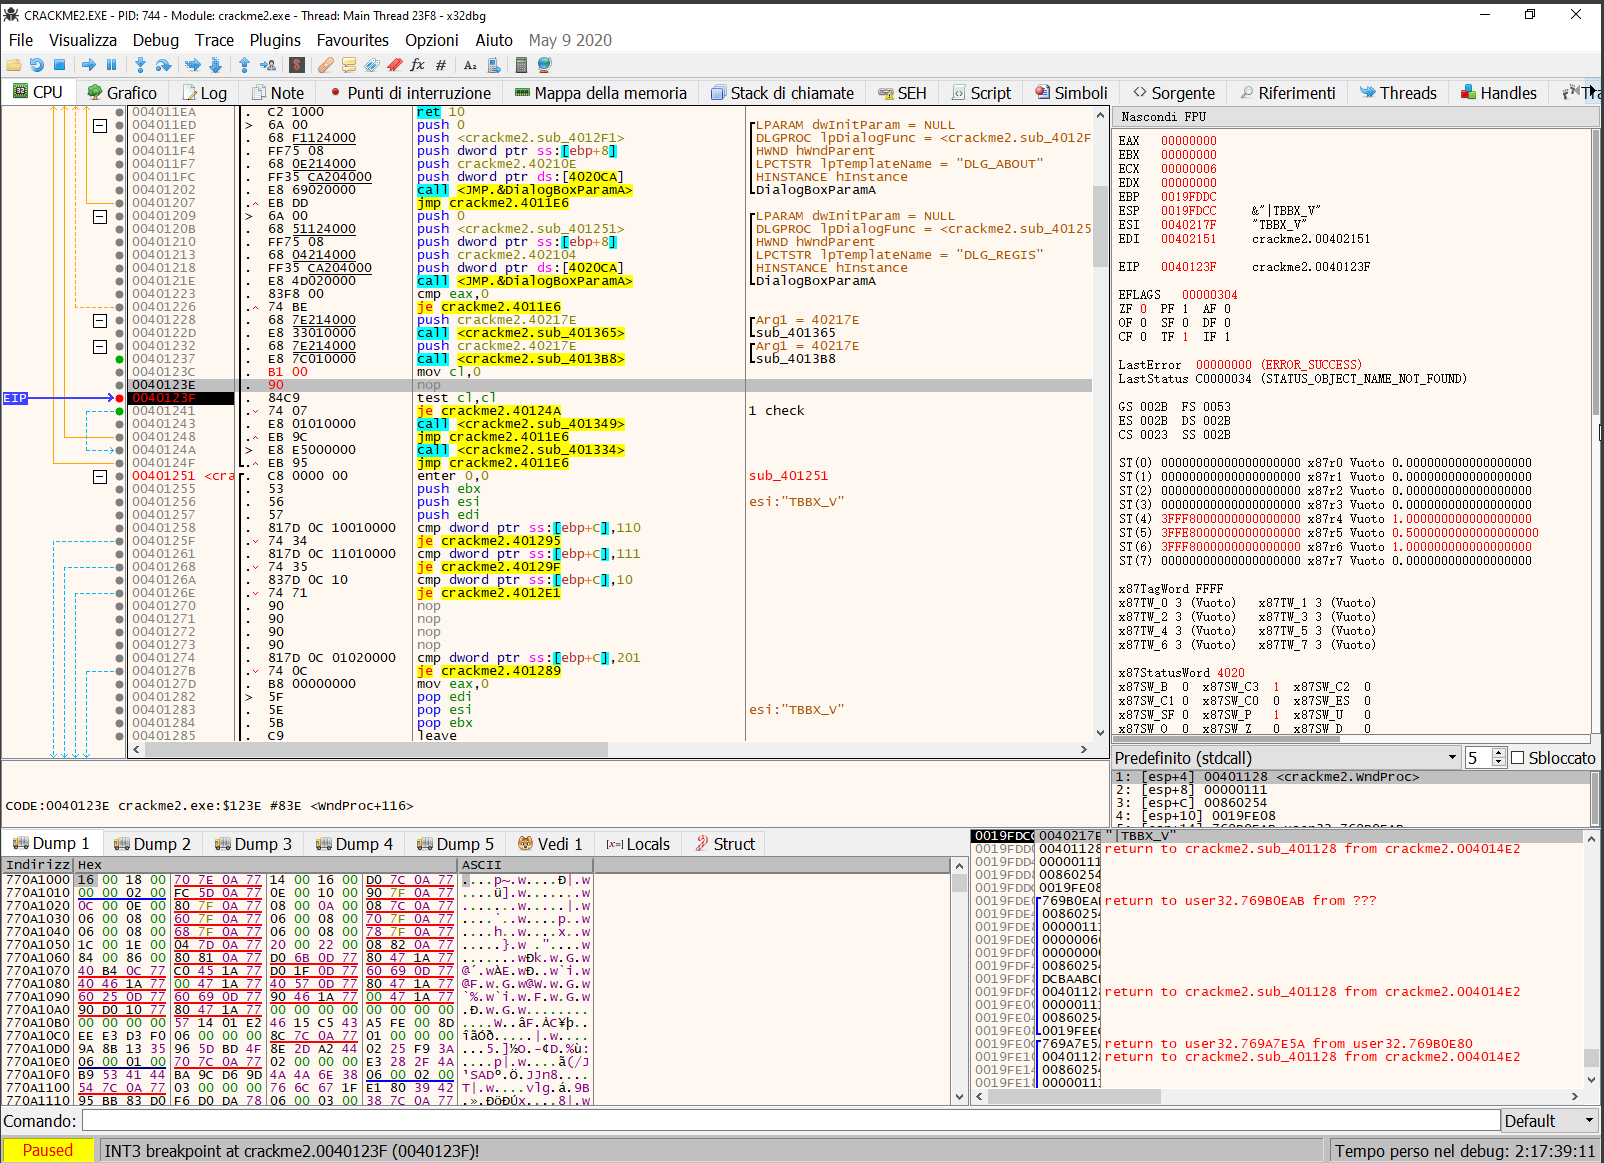 CRACKME2.EXE - PID: 744 - Module: crackme2.exe - Thread: Main Thread 23F8 - x32dbg
File Visualizza Debug Trace Plugins Favourites Opzioni Aiuto May 9 2020
CPU Grafico Log Note Punti di interruzione Mappa della memoria Stack di chiamate SEH Script Simboli Sorgente Riferimenti Threads Handles
004011EA . C2 1000 ret 10
004011ED > 6A 00 push 0 LPARAM dwInitParam = NULL
004011EF . 68 F1124000 push <crackme2.sub_4012F1> DLGPROC lpDialogFunc = <crackme2.sub_4012F
004011F4 . FF75 08 push dword ptr ss:[ebp+8] HWND hWndParent
004011F7 . 68 0E214000 push crackme2.40210E LPCTSTR lpTemplateName = "DLG_ABOUT"
004011FC . FF35 CA204000 push dword ptr ds:[4020CA] HINSTANCE hInstance
00401202 . E8 69020000 call <JMP.&DialogBoxParamA> DialogBoxParamA
00401207 . EB DD jmp crackme2.4011E6
00401209 > 6A 00 push 0 LPARAM dwInitParam = NULL
0040120B . 68 51124000 push <crackme2.sub_401251> DLGPROC lpDialogFunc = <crackme2.sub_40125
00401210 . FF75 08 push dword ptr ss:[ebp+8] HWND hWndParent
00401213 . 68 04214000 push crackme2.402104 LPCTSTR lpTemplateName = "DLG_REGIS"
00401218 . FF35 CA204000 push dword ptr ds:[4020CA] HINSTANCE hInstance
0040121E . E8 4D020000 call <JMP.&DialogBoxParamA> DialogBoxParamA
00401223 . 83F8 00 cmp eax,0
00401226 . 74 BE je crackme2.4011E6
00401228 . 68 7E214000 push crackme2.40217E Arg1 = 40217E
0040122D . E8 33010000 call <crackme2.sub_401365> sub_401365
00401232 . 68 7E214000 push crackme2.40217E Arg1 = 40217E
00401237 . E8 7C010000 call <crackme2.sub_4013B8> sub_4013B8
0040123C . B1 00 mov cl,0
0040123E . 90 nop
EIP 0040123F . 84C9 test cl,cl
00401241 . 74 07 je crackme2.40124A 1 check
00401243 . E8 01010000 call <crackme2.sub_401349>
00401248 . EB 9C jmp crackme2.4011E6
0040124A > E8 E5000000 call <crackme2.sub_401334>
0040124F . EB 95 jmp crackme2.4011E6
00401251 <cra . C8 0000 00 enter 0,0 sub_401251
00401255 . 53 push ebx
00401256 . 56 push esi esi:"TBBX_V"
00401257 . 57 push edi
00401258 . 817D 0C 10010000 cmp dword ptr ss:[ebp+C],110
0040125F . 74 34 je crackme2.401295
00401261 . 817D 0C 11010000 cmp dword ptr ss:[ebp+C],111
00401268 . 74 35 je crackme2.40129F
0040126A . 837D 0C 10 cmp dword ptr ss:[ebp+C],10
0040126E . 74 71 je crackme2.4012E1
00401270 . 90 nop
00401271 . 90 nop
00401272 . 90 nop
00401273 . 90 nop
00401274 . 817D 0C 01020000 cmp dword ptr ss:[ebp+C],201
0040127B . 74 0C je crackme2.401289
0040127D . B8 00000000 mov eax,0
00401282 > 5F pop edi
00401283 . 5E pop esi esi:"TBBX_V"
00401284 . 5B pop ebx
00401285 . C9 leave
CODE:0040123E crackme2.exe:$123E #83E <WndProc+116>
Nascondi FPU
EAX 00000000
EBX 00000000
ECX 00000006
EDX 00000000
EBP 0019FDDC
ESP 0019FDCC &"|TBBX_V"
ESI 0040217F "TBBX_V"
EDI 00402151 crackme2.00402151
EIP 0040123F crackme2.0040123F
EFLAGS 00000304
ZF 0 PF 1 AF 0
OF 0 SF 0 DF 0
CF 0 TF 1 IF 1
LastError 00000000 (ERROR_SUCCESS)
LastStatus C0000034 (STATUS_OBJECT_NAME_NOT_FOUND)
GS 002B FS 0053
ES 002B DS 002B
CS 0023 SS 002B
ST(0) 00000000000000000000 x87r0 Vuoto 0.000000000000000000
ST(1) 00000000000000000000 x87r1 Vuoto 0.000000000000000000
ST(2) 00000000000000000000 x87r2 Vuoto 0.000000000000000000
ST(3) 00000000000000000000 x87r3 Vuoto 0.000000000000000000
ST(4) 3FFF8000000000000000 x87r4 Vuoto 1.000000000000000000
ST(5) 3FFE8000000000000000 x87r5 Vuoto 0.5000000000000000000
ST(6) 3FFF8000000000000000 x87r6 Vuoto 1.000000000000000000
ST(7) 00000000000000000000 x87r7 Vuoto 0.000000000000000000
x87TagWord FFFF
x87TW_0 3 (Vuoto) x87TW_1 3 (Vuoto)
x87TW_2 3 (Vuoto) x87TW_3 3 (Vuoto)
x87TW_4 3 (Vuoto) x87TW_5 3 (Vuoto)
x87TW_6 3 (Vuoto) x87TW_7 3 (Vuoto)
x87StatusWord 4020
x87SW_B 0 x87SW_C3 1 x87SW_C2 0
x87SW_C1 0 x87SW_C0 0 x87SW_ES 0
x87SW_SF 0 x87SW_P 1 x87SW_U 0
x87SW_O 0 x87SW_Z 0 x87SW_D 0
Predefinito (stdcall) 5 Sbloccato
1: [esp+4] 00401128 <crackme2.WndProc>
2: [esp+8] 00000111
3: [esp+C] 00860254
4: [esp+10] 0019FE08
Dump 1 Dump 2 Dump 3 Dump 4 Dump 5 Vedi 1 Locals Struct
Indirizz Hex ASCII
770A1000 16 00 18 00 70 7E 0A 77 14 00 16 00 D0 7C 0A 77 ....p~.w....Ð|.w
770A1010 00 00 02 00 FC 5D 0A 77 0E 00 10 00 90 7F 0A 77 ....ü].w.......w
770A1020 0C 00 0E 00 80 7F 0A 77 08 00 0A 00 08 7C 0A 77 .......w.....|.w
770A1030 06 00 08 00 60 7F 0A 77 06 00 08 00 70 7F 0A 77 ....`..w....p..w
770A1040 06 00 08 00 68 7F 0A 77 06 00 08 00 78 7F 0A 77 ....h..w....x..w
770A1050 1C 00 1E 00 04 7D 0A 77 20 00 22 00 08 82 0A 77 .....}.w ."....w
770A1060 84 00 86 00 80 81 0A 77 D0 6B 0D 77 80 47 1A 77 .......wÐk.w.G.w
770A1070 40 B4 0C 77 C0 45 1A 77 D0 1F 0D 77 60 69 0D 77 @´.wÀE.wÐ..w`i.w
770A1080 40 46 1A 77 00 47 1A 77 40 57 0D 77 80 47 1A 77 @F.w.G.w@W.w.G.w
770A1090 60 25 0D 77 60 69 0D 77 90 46 1A 77 00 47 1A 77 `%.w`i.w.F.w.G.w
770A10A0 90 D0 10 77 80 47 1A 77 00 00 00 00 00 00 00 00 .Ð.w.G.w........
770A10B0 00 00 00 00 57 14 01 E2 46 15 C5 43 A5 FE 00 8D ....W..âF.ÅC¥þ..
770A10C0 EE E3 D3 F0 06 00 00 00 8C 7C 0A 77 01 00 00 00 îãÓð.....|.w....
770A10D0 9A 8B 13 35 96 5D BD 4F 8E 2D A2 44 02 25 F9 3A ...5.]½O.-¢D.%ù:
770A10E0 06 00 01 00 70 7C 0A 77 02 00 00 00 E3 28 2F 4A ....p|.w....ã(/J
770A10F0 B9 53 41 44 BA 9C D6 9D 4A 4A 6E 38 06 00 02 00 ¹SADº.Ö.JJn8....
770A1100 54 7C 0A 77 03 00 00 00 76 6C 67 1F E1 80 39 42 T|.w....vlg.á.9B
770A1110 95 BB 83 D0 F6 D0 DA 78 06 00 03 00 38 7C 0A 77 .».ÐöÐÚx....8|.w
0019FDCC 0040217E "|TBBX_V"
0019FDD 00401128 return to crackme2.sub_401128 from crackme2.004014E2
0019FDD 00000111
0019FDD 00860254
0019FDD 0019FE08
0019FDE 769B0EAB return to user32.769B0EAB from ???
0019FDE 00860254
0019FDE 00000111
0019FDE 00000066
0019FDF 00000000
0019FDF 00860254
0019FDF DCBAABCD
0019FDF 00401128 return to crackme2.sub_401128 from crackme2.004014E2
0019FE0 00000111
0019FE0 00860254
0019FE0 0019FEE0
0019FE0 769A7E5A return to user32.769A7E5A from user32.769B0E80
0019FE1 00401128 return to crackme2.sub_401128 from crackme2.004014E2
0019FE1 00860254
0019FE1 00000111
Comando: Default
Paused INT3 breakpoint at crackme2.0040123F (0040123F)! Tempo perso nel debug: 2:17:39:11